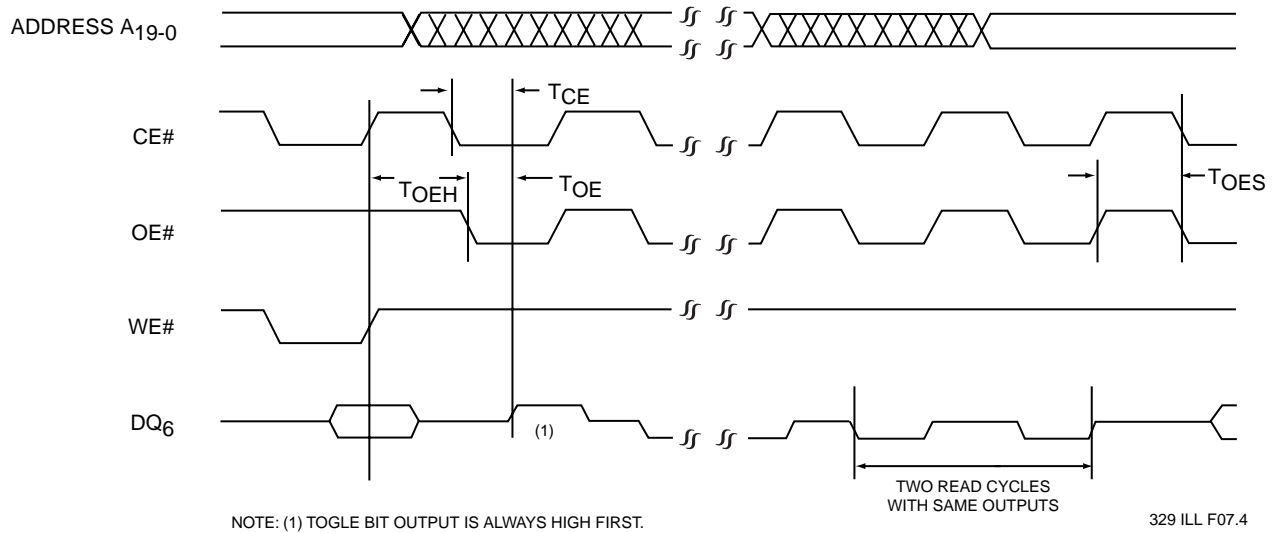 ADDRESS A19-0
TCE
CE#
TOEH
TOE
TOES
OE#
WE#
DQ6
(1)
TWO READ CYCLES
WITH SAME OUTPUTS
NOTE: (1) TOGLE BIT OUTPUT IS ALWAYS HIGH FIRST.
329 ILL F07.4